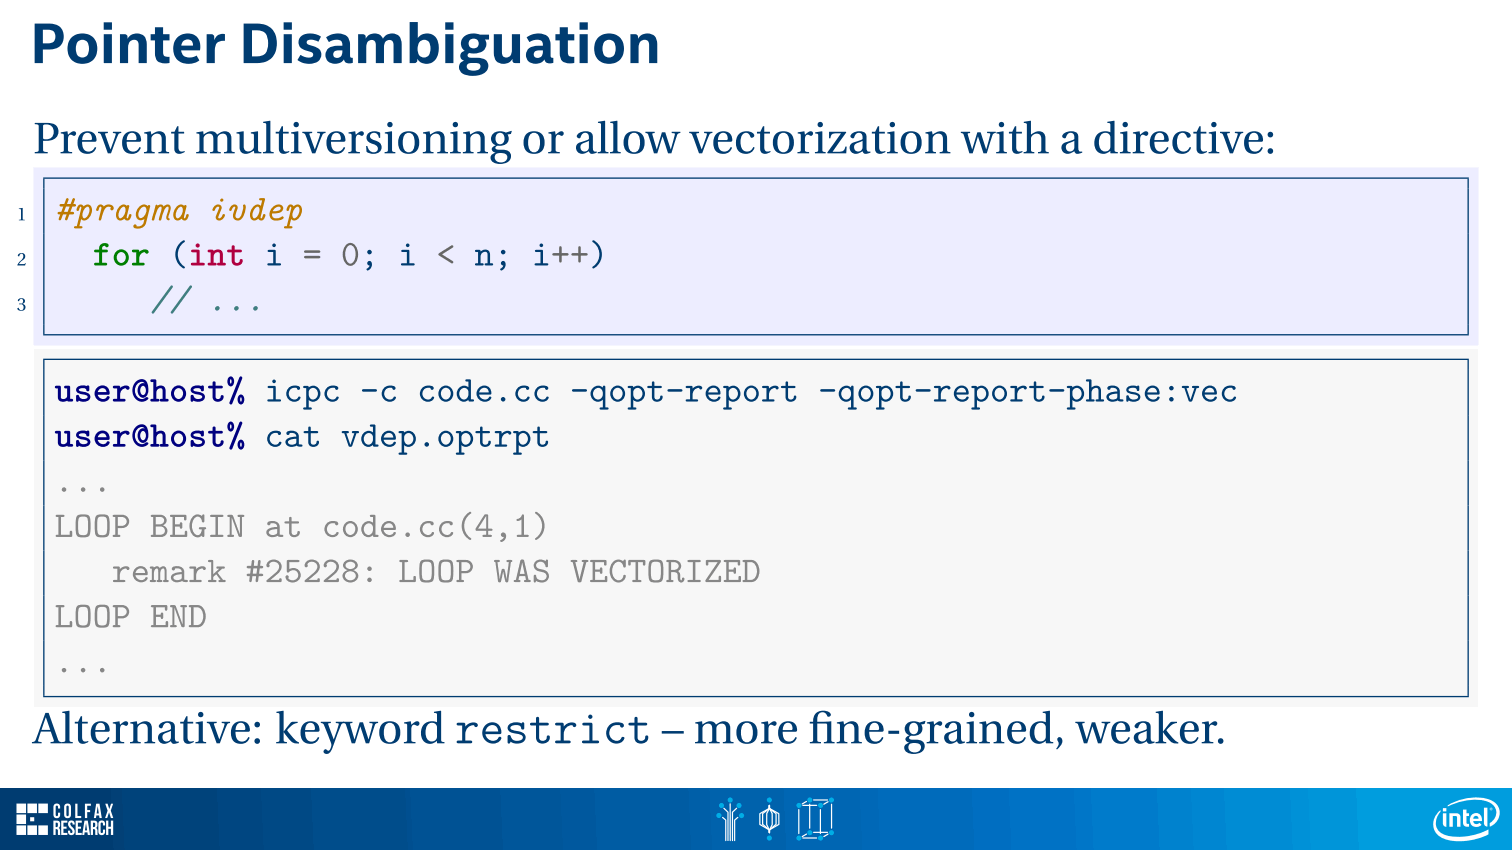 Pointer Disambiguation
Prevent multiversioning or allow vectorization with a directive:
1 #pragma ivdep
2 for (int i = 0; i < n; i++)
3 // ...
user@host% icpc -c code.cc -qopt-report -qopt-report-phase:vec
user@host% cat vdep.optrpt
...
LOOP BEGIN at code.cc(4,1)
remark #25228: LOOP WAS VECTORIZED
LOOP END
...
Alternative: keyword restrict – more fine-grained, weaker.
COLFAX
RESEARCH
intel